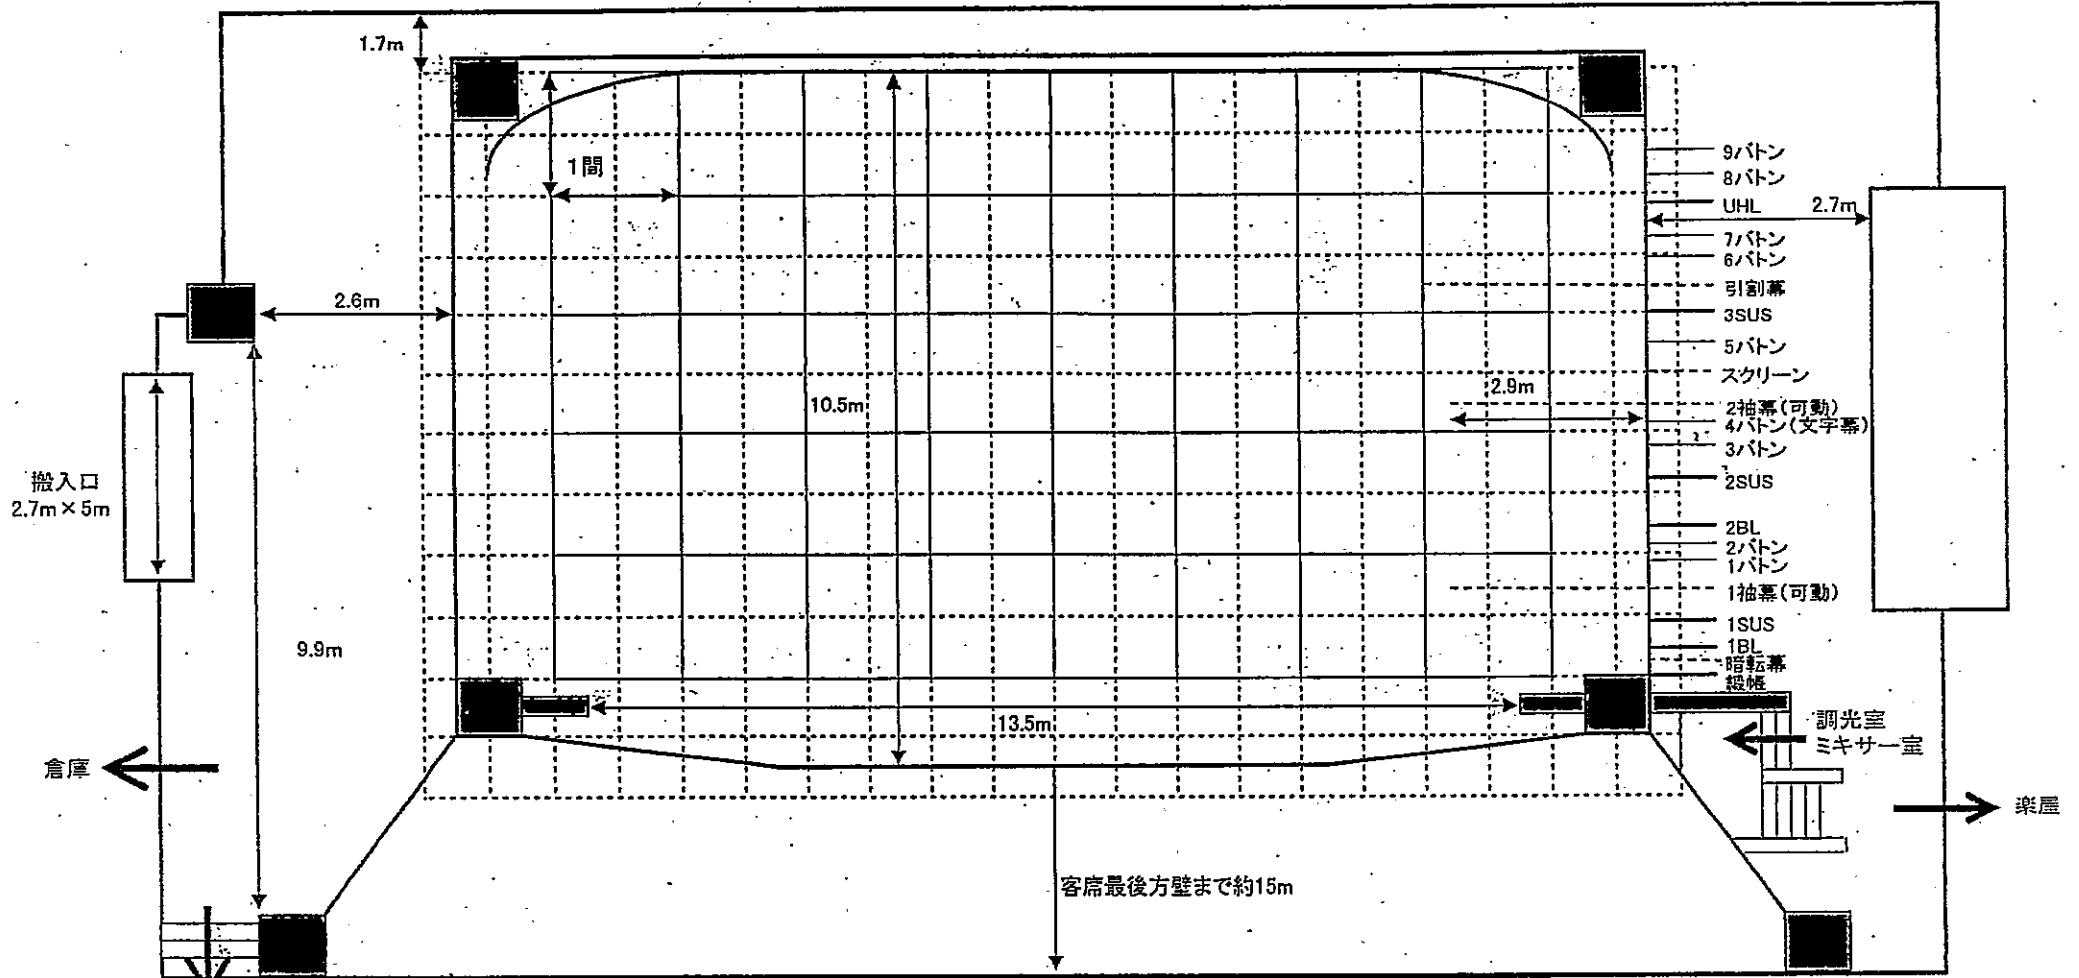 1.7m
1間
9バトン
8バトン
UHL
2.7m
7バトン
6バトン
引割幕
2.6m
3SUS
5バトン
スクリーン
2.9m
10.5m
2袖幕(可動)
4バトン(文字幕)
3バトン
搬入口
2.7m×5m
2SUS
2BL
2バトン
1バトン
1袖幕(可動)
1SUS
9.9m
1BL
暗転幕
緞帳
13.5m
調光室
ミキサー室
倉庫
楽屋
客席最後方壁まで約15m